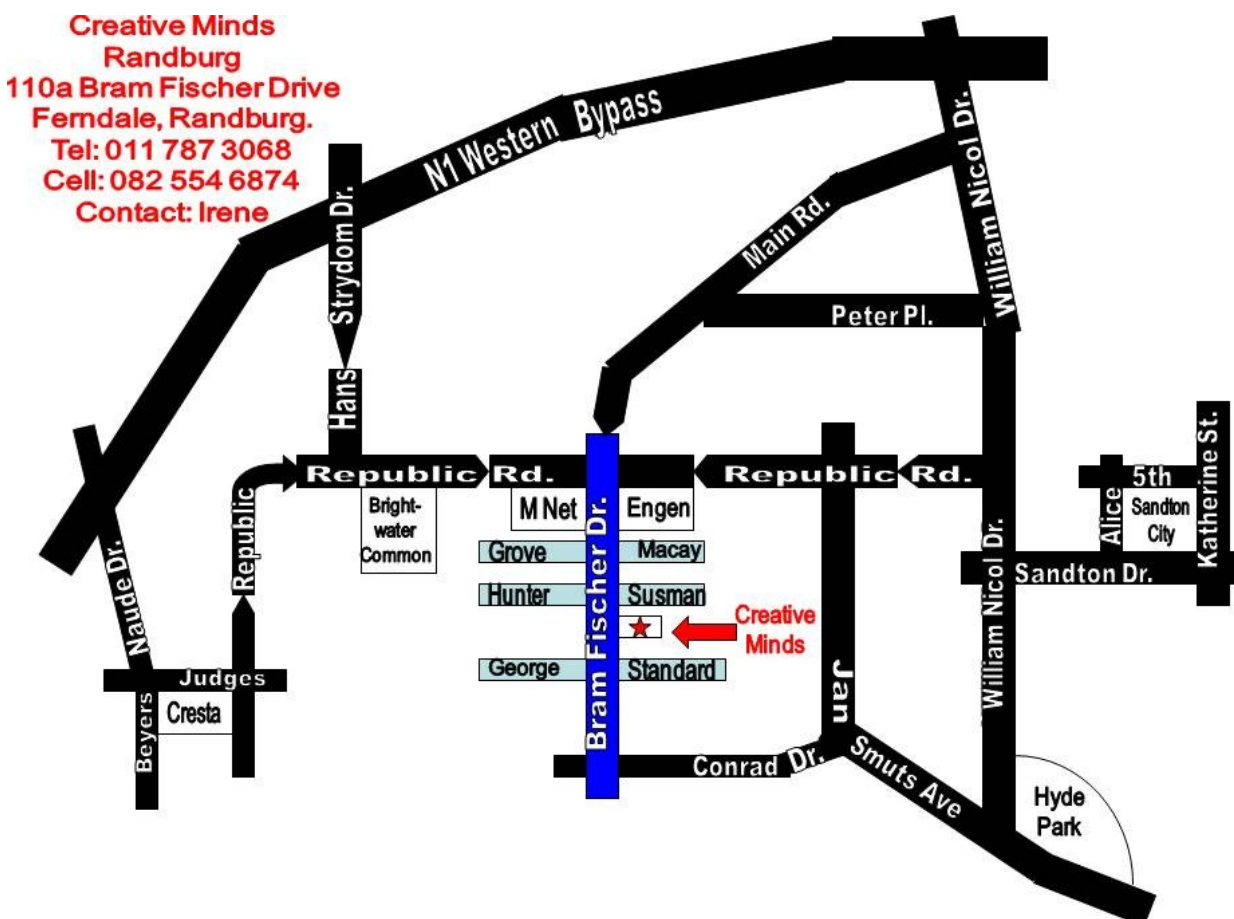 Creative Minds
Randburg
110a Bram Fischer Drive
Ferndale, Randburg.
Tel: 011 787 3068
Cell: 082 554 6874
Contact: Irene
N1 Western Bypass
William Nicol Dr.
Strydom Dr.
Main Rd.
Peter Pl.
Hans
Republic Rd.
Republic Rd.
Republic
Bright-
water
Common
M Net
Engen
Bram Fischer Dr.
Grove
Macay
Hunter
Susman
Creative
Minds
George
Standard
5th
Alice
Sandton
City
Katherine St.
Sandton Dr.
William Nicol Dr.
Naude Dr.
Judges
Cresta
Beyers
Jan
Smuts Ave
Conrad Dr.
Hyde
Park